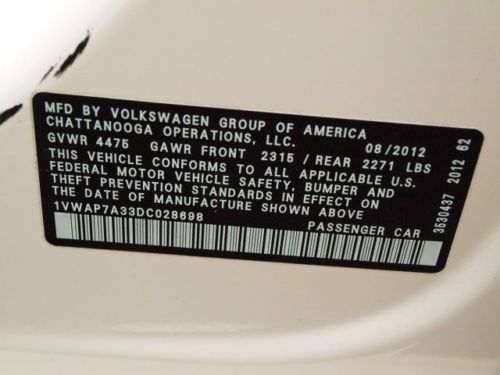 MFD BY VOLKSWAGEN GROUP OF AMERICA
CHATTANOOGA OPERATIONS, LLC. 08/2012
GVWR 4475 GAWR FRONT 2315/REAR 2271 LBS
THIS VEHICLE CONFORMS TO ALL APPLICABLE U.S.
FEDERAL MOTOR VEHICLE SAFETY, BUMPER AND
THEFT PREVENTION STANDARDS IN EFFECT ON
THE DATE OF MANUFACTURE SHOWN ABOVE
1VWAP7A33DC028698 PASSENGER CAR
3530437 2012 62